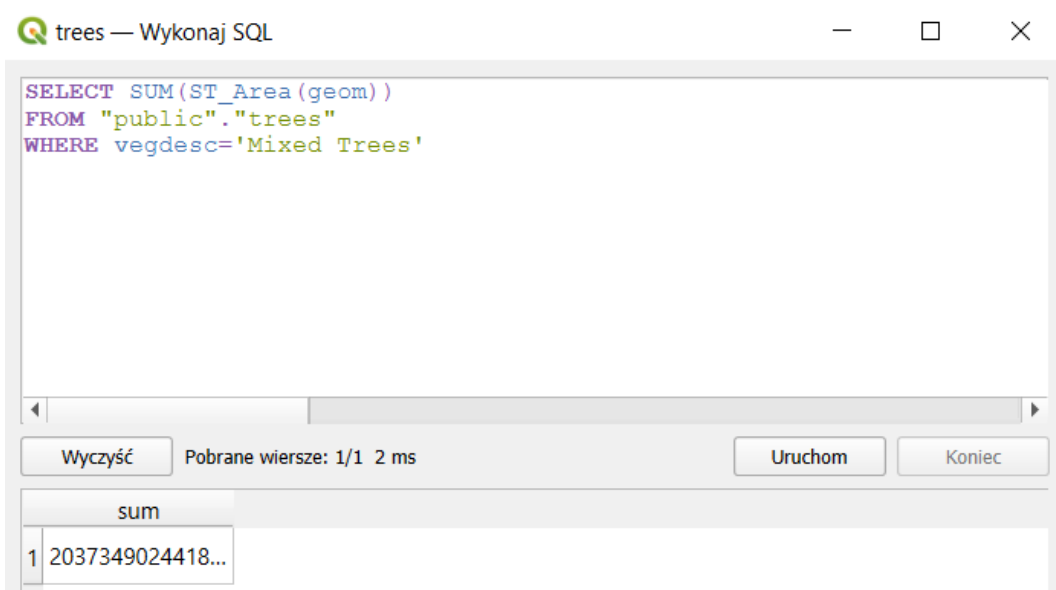 trees — Wykonaj SQL
SELECT SUM(ST_Area(geom))
FROM "public"."trees"
WHERE vegdesc='Mixed Trees'
Wyczyść Pobrane wiersze: 1/1 2 ms Uruchom Koniec
sum
1 2037349024418...